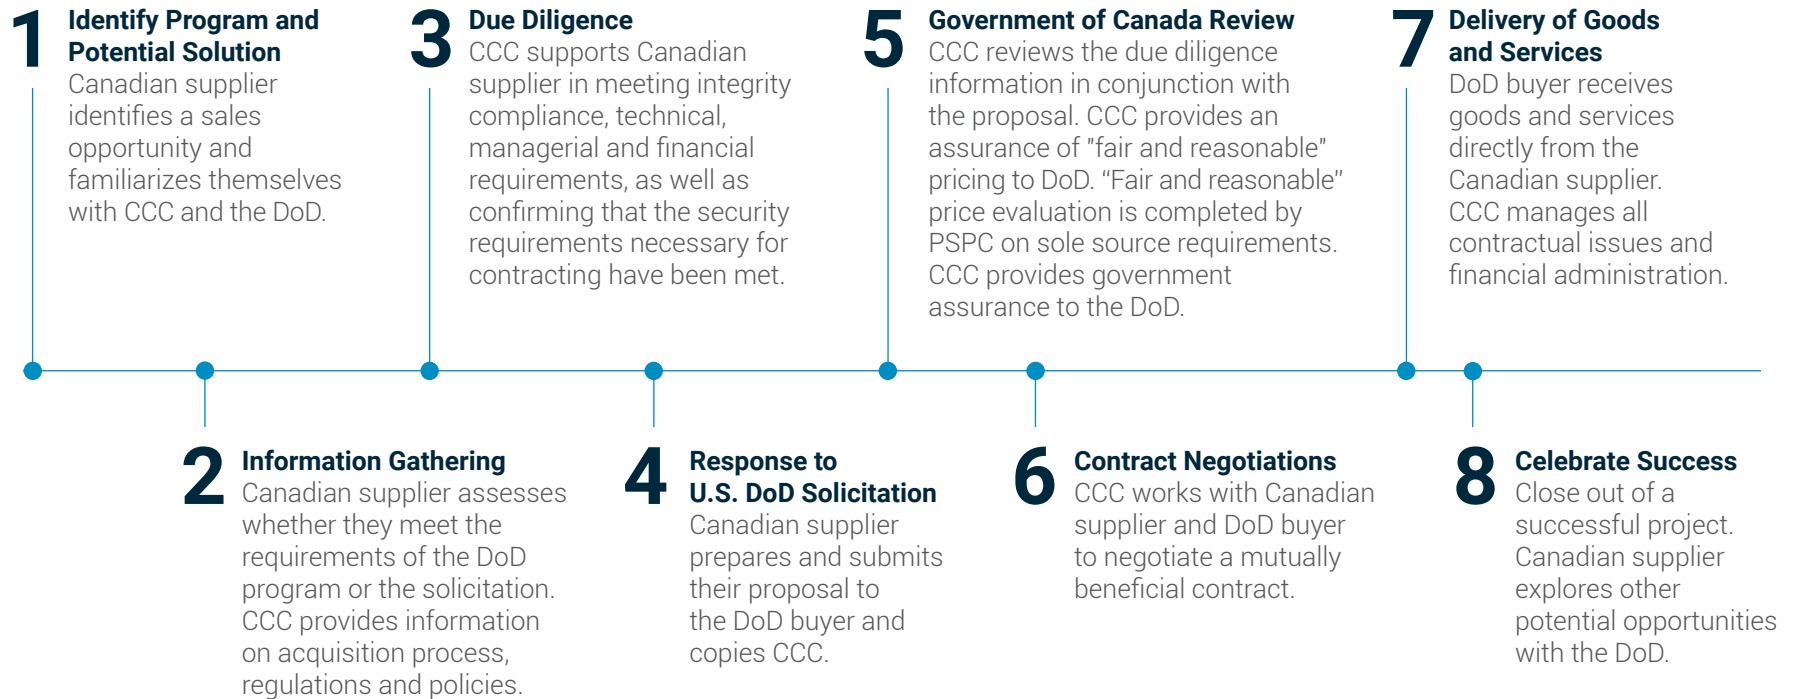 1
Identify Program and
Potential Solution
Canadian supplier
identifies a sales
opportunity and
familiarizes themselves
with CCC and the DoD.
2
Information Gathering
Canadian supplier assesses
whether they meet the
requirements of the DoD
program or the solicitation.
CCC provides information
on acquisition process,
regulations and policies.
3
Due Diligence
CCC supports Canadian
supplier in meeting integrity
compliance, technical,
managerial and financial
requirements, as well as
confirming that the security
requirements necessary for
contracting have been met.
4
Response to
U.S. DoD Solicitation
Canadian supplier
prepares and submits
their proposal to
the DoD buyer and
copies CCC.
5
Government of Canada Review
CCC reviews the due diligence
information in conjunction with
the proposal. CCC provides an
assurance of "fair and reasonable"
pricing to DoD. “Fair and reasonable”
price evaluation is completed by
PSPC on sole source requirements.
CCC provides government
assurance to the DoD.
6
Contract Negotiations
CCC works with Canadian
supplier and DoD buyer
to negotiate a mutually
beneficial contract.
7
Delivery of Goods
and Services
DoD buyer receives
goods and services
directly from the
Canadian supplier.
CCC manages all
contractual issues and
financial administration.
8
Celebrate Success
Close out of a
successful project.
Canadian supplier
explores other
potential opportunities
with the DoD.